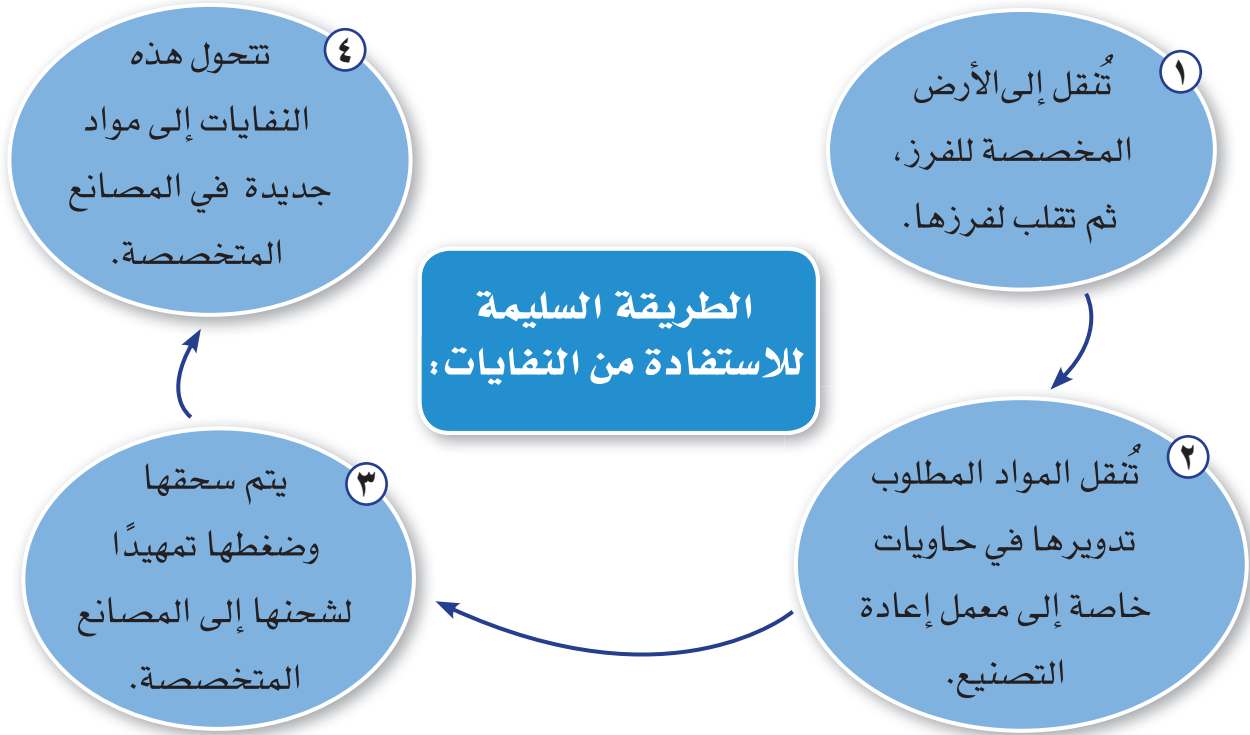 الطريقة السليمة
للاستفادة من النفايات:
١
تُنقل إلى الأرض
المخصصة للفرز،
ثم تقلب لفرزها.
٢
تُنقل المواد المطلوب
تدويرها في حاويات
خاصة إلى معمل إعادة
التصنيع.
٣
يتم سحقها
وضغطها تمهيدًا
لشحنها إلى المصانع
المتخصصة.
٤
تتحول هذه
النفايات إلى مواد
جديدة في المصانع
المتخصصة.